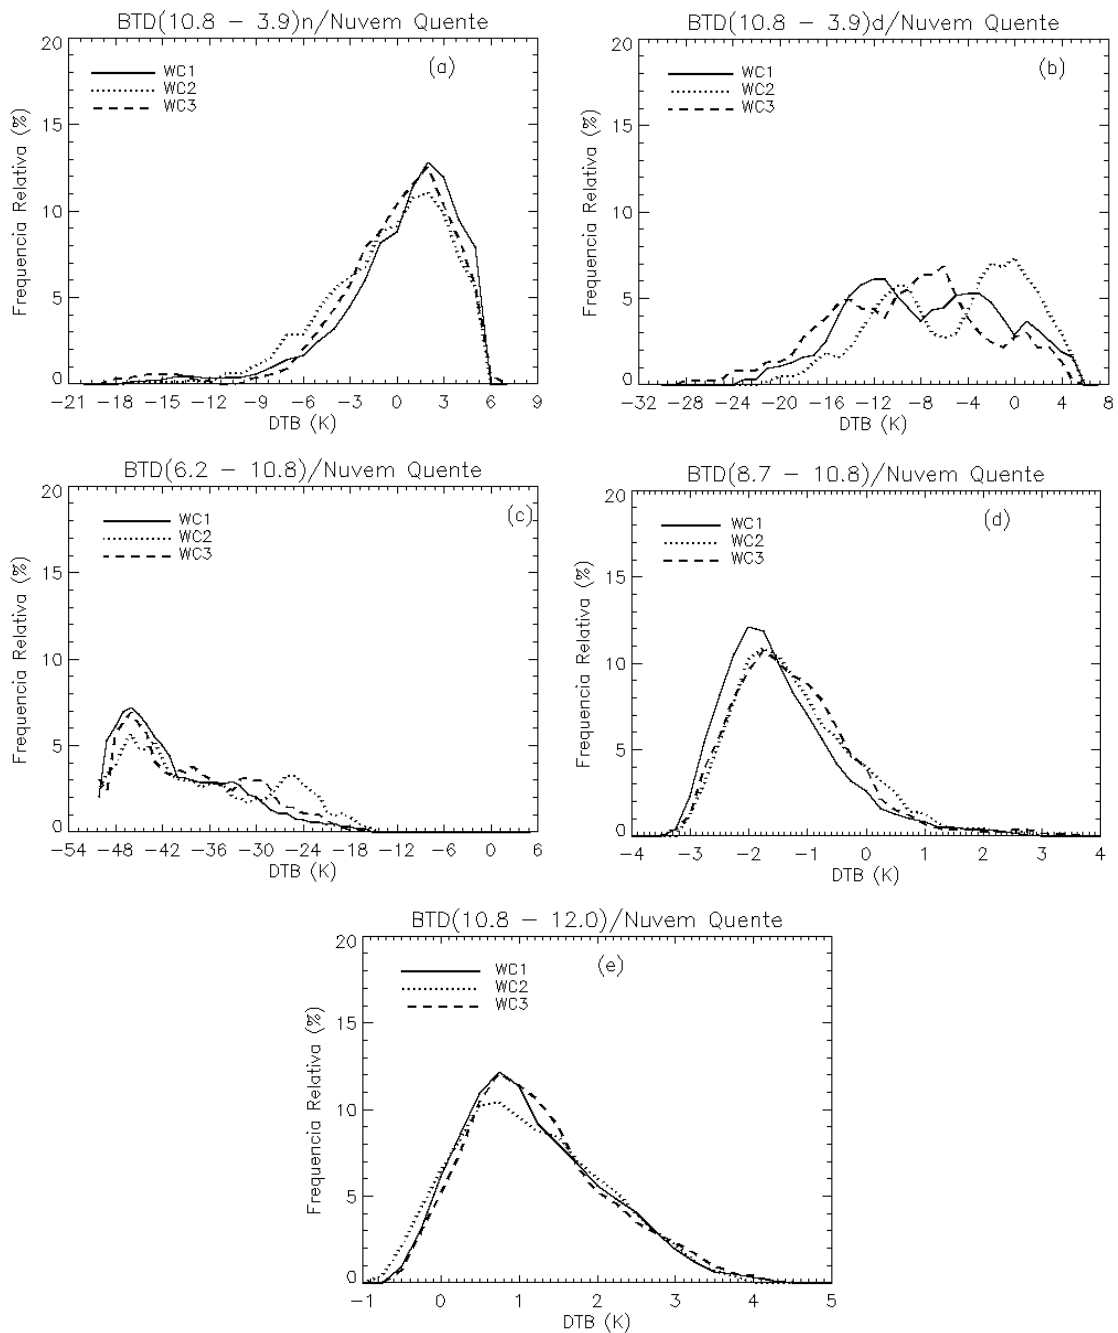 BTD(10.8 − 3.9)n/Nuvem Quente
20
15
10
5
0
Frequencia Relativa (%)
WC1
WC2
WC3
(a)
−21 −18 −15 −12 −9 −6 −3 0 3 6 9
DTB (K)
BTD(10.8 − 3.9)d/Nuvem Quente
20
15
10
5
0
Frequencia Relativa (%)
WC1
WC2
WC3
(b)
−32 −28 −24 −20 −16 −12 −8 −4 0 4 8
DTB (K)
BTD(6.2 − 10.8)/Nuvem Quente
20
15
10
5
0
Frequencia Relativa (%)
WC1
WC2
WC3
(c)
−54 −48 −42 −36 −30 −24 −18 −12 −6 0 6
DTB (K)
BTD(8.7 − 10.8)/Nuvem Quente
20
15
10
5
0
Frequencia Relativa (%)
WC1
WC2
WC3
(d)
−4 −3 −2 −1 0 1 2 3 4
DTB (K)
BTD(10.8 − 12.0)/Nuvem Quente
20
15
10
5
0
Frequencia Relativa (%)
WC1
WC2
WC3
(e)
−1 0 1 2 3 4 5
DTB (K)